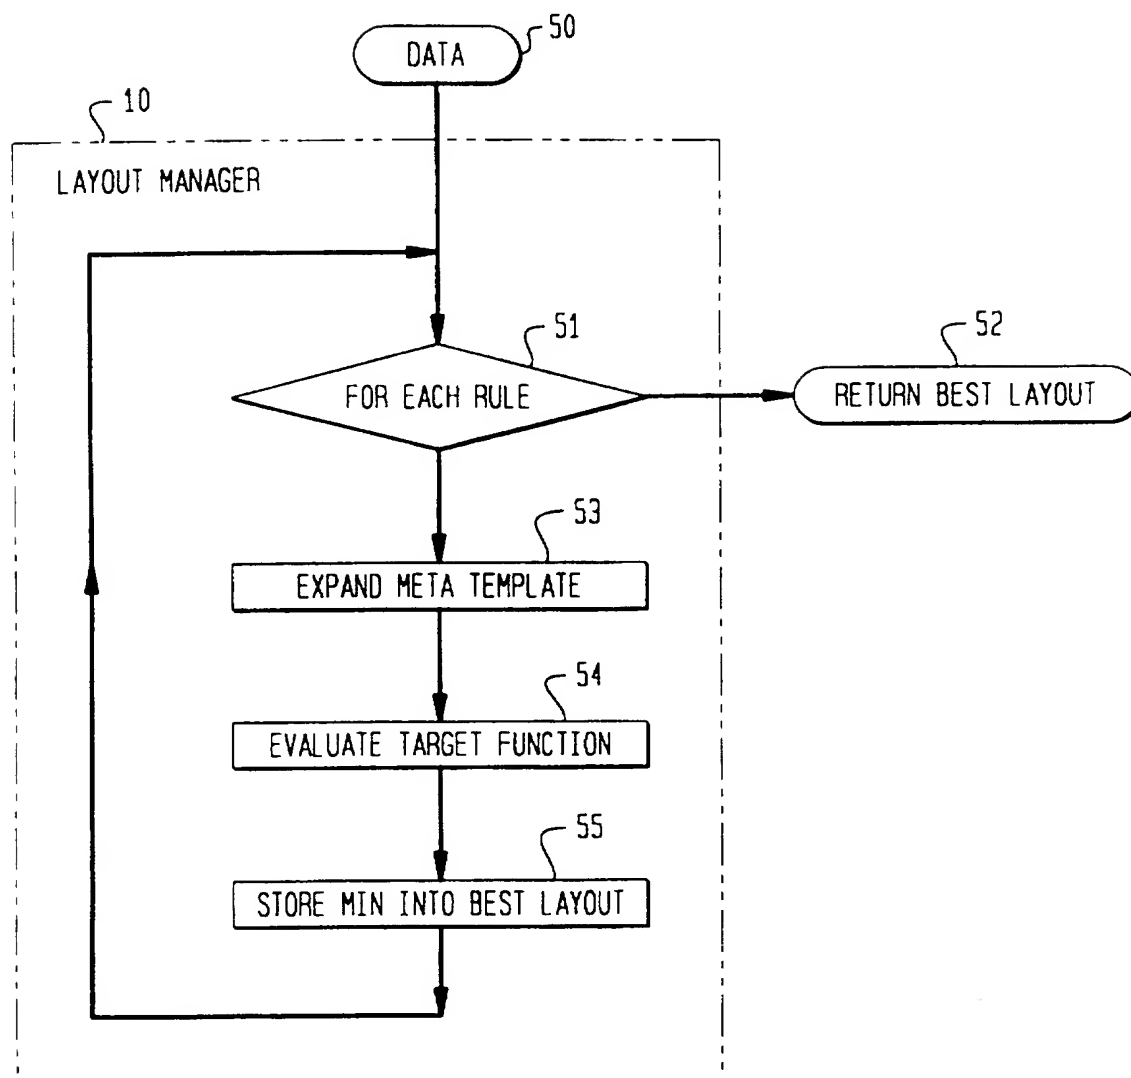 50
DATA
10
LAYOUT MANAGER
51
FOR EACH RULE
52
RETURN BEST LAYOUT
53
EXPAND META TEMPLATE
54
EVALUATE TARGET FUNCTION
55
STORE MIN INTO BEST LAYOUT